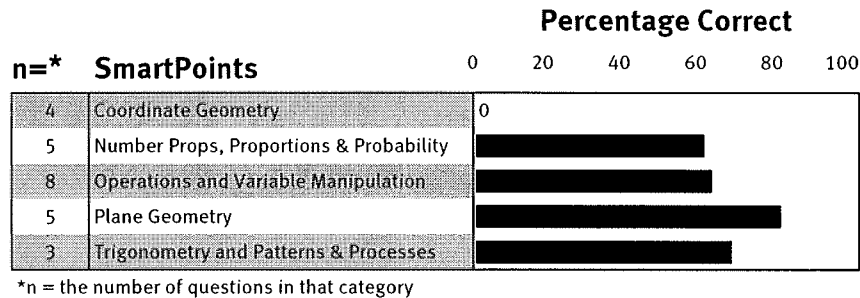 Percentage Correct
n=* SmartPoints 0 20 40 60 80 100
4 Coordinate Geometry 0
5 Number Props, Proportions & Probability
8 Operations and Variable Manipulation
5 Plane Geometry
3 Trigonometry and Patterns & Processes
*n = the number of questions in that category